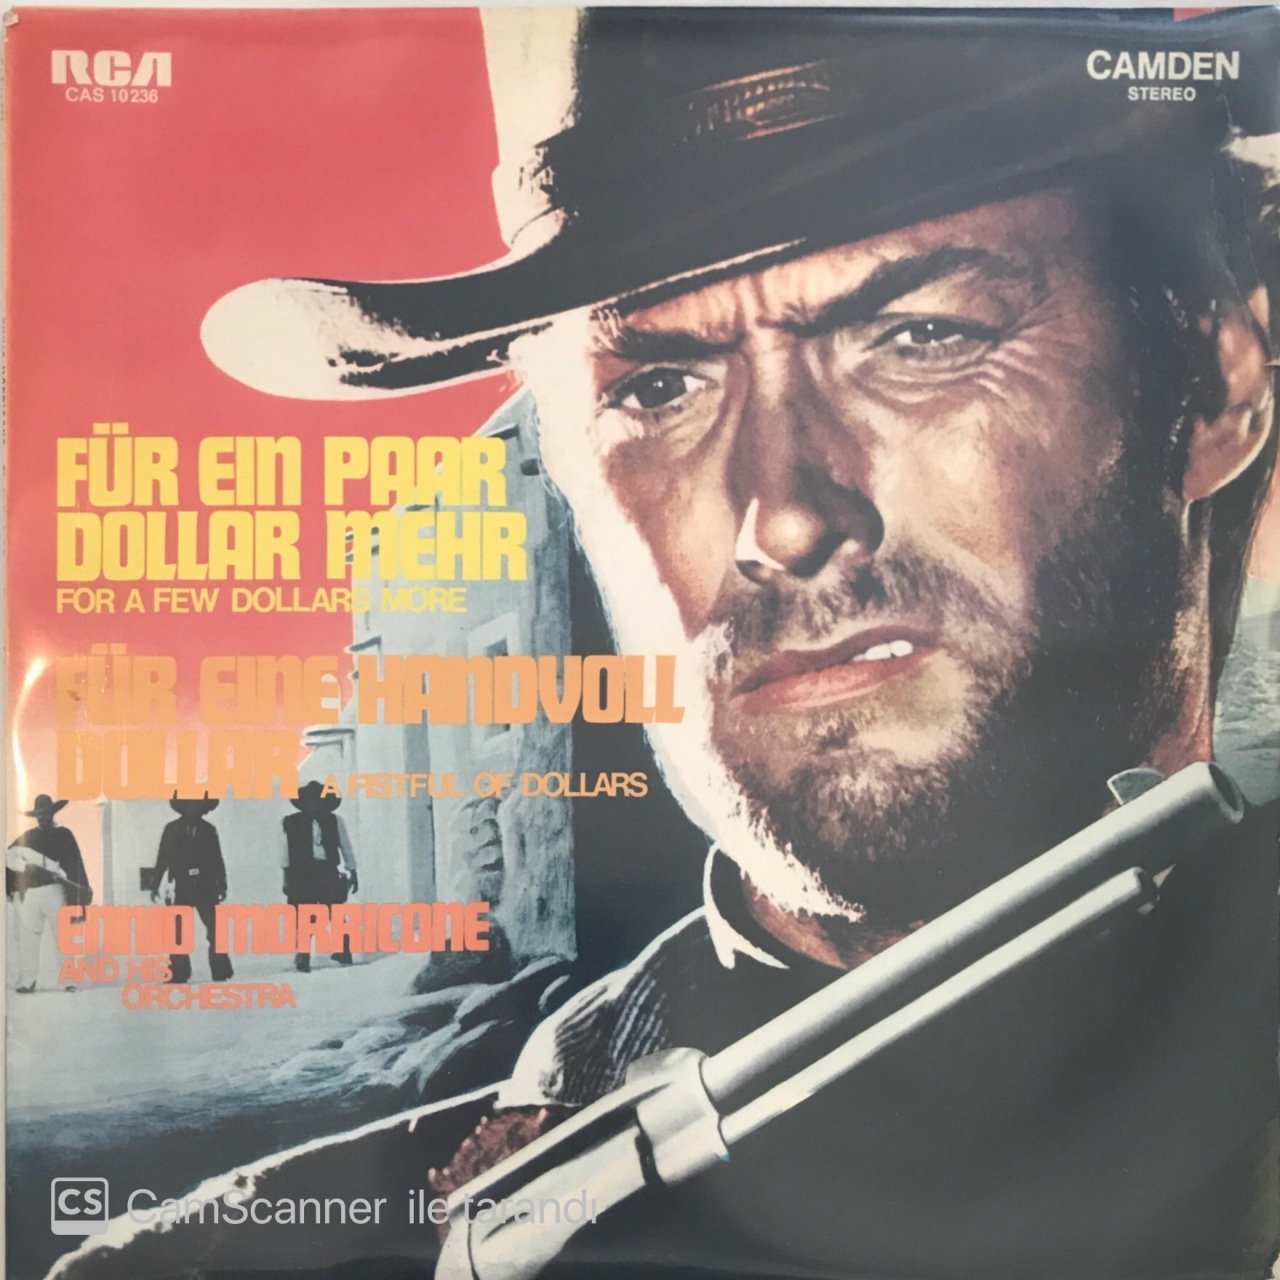 RCA
CAS 10236
CAMDEN
STEREO
FÜR EIN PAAR
DOLLAR MEHR
FOR A FEW DOLLARS MORE
FÜR EINE HANDVOLL
DOLLAR A FISTFUL OF DOLLARS
ENNIO MORRICONE
AND HIS
ORCHESTRA
CS CamScanner ile tarandı